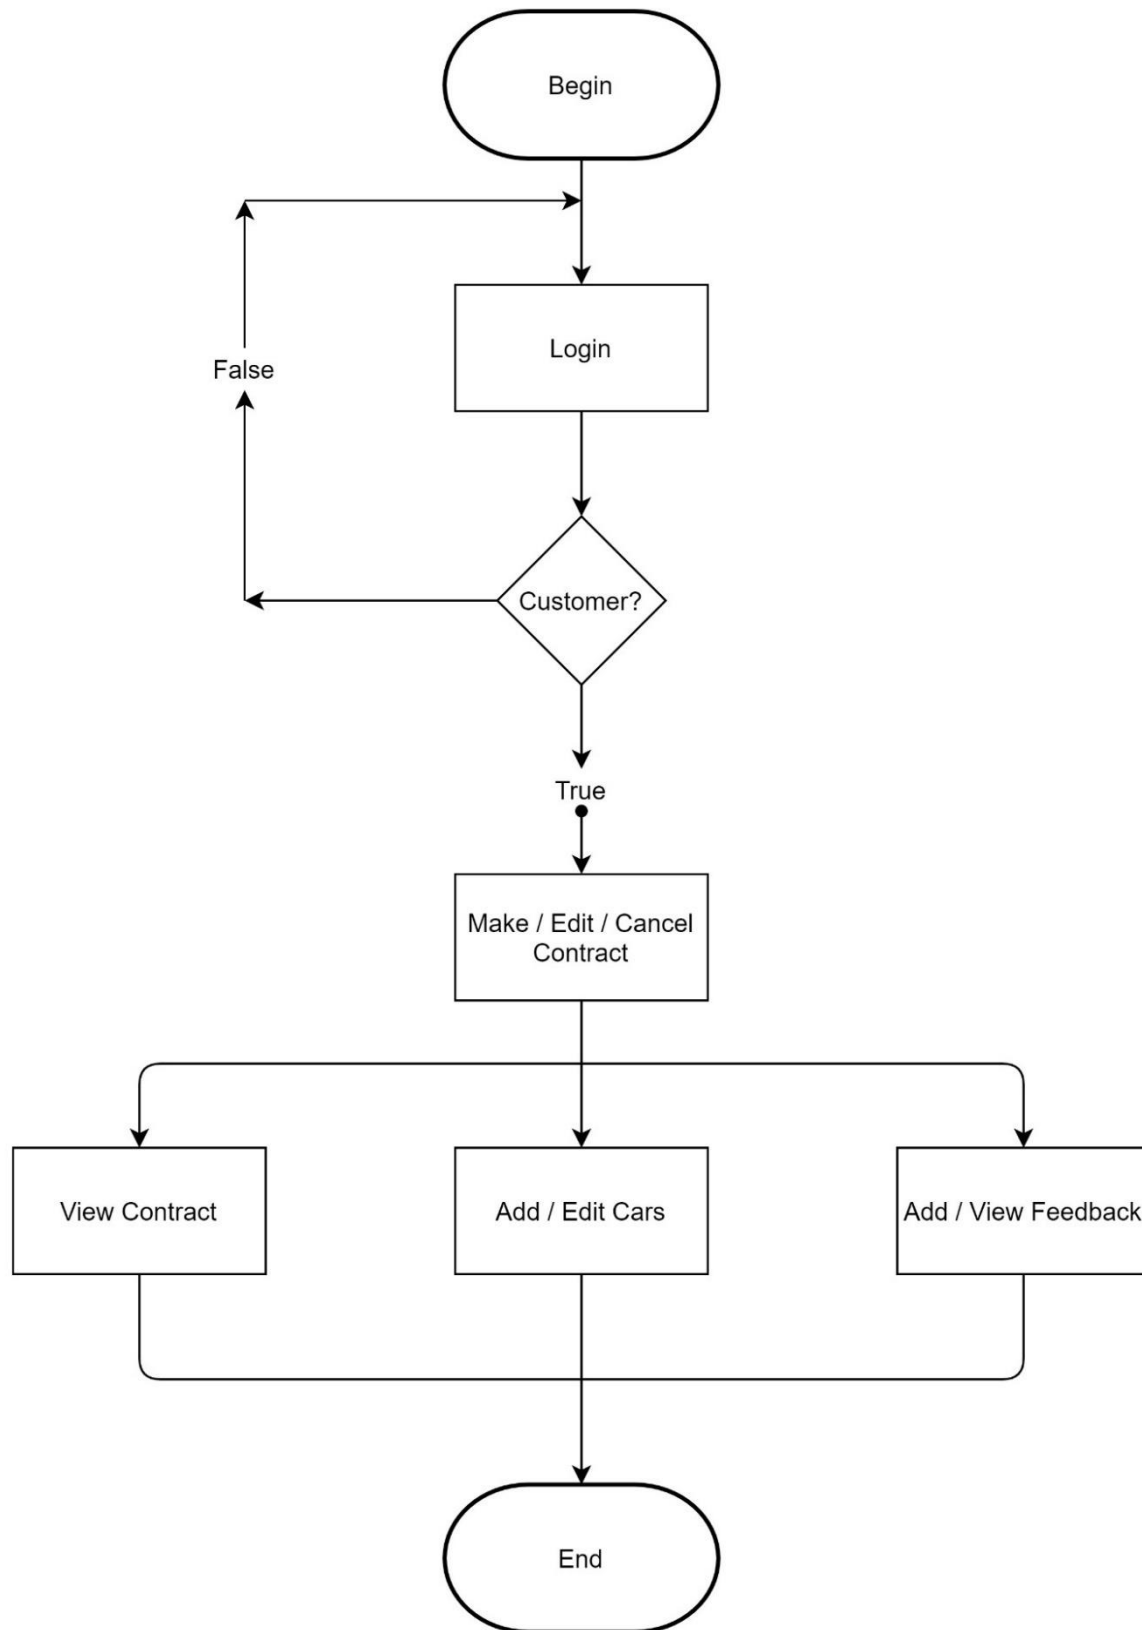 Begin
Login
False
Customer?
True
Make / Edit / Cancel
Contract
View Contract
Add / Edit Cars
Add / View Feedback
End